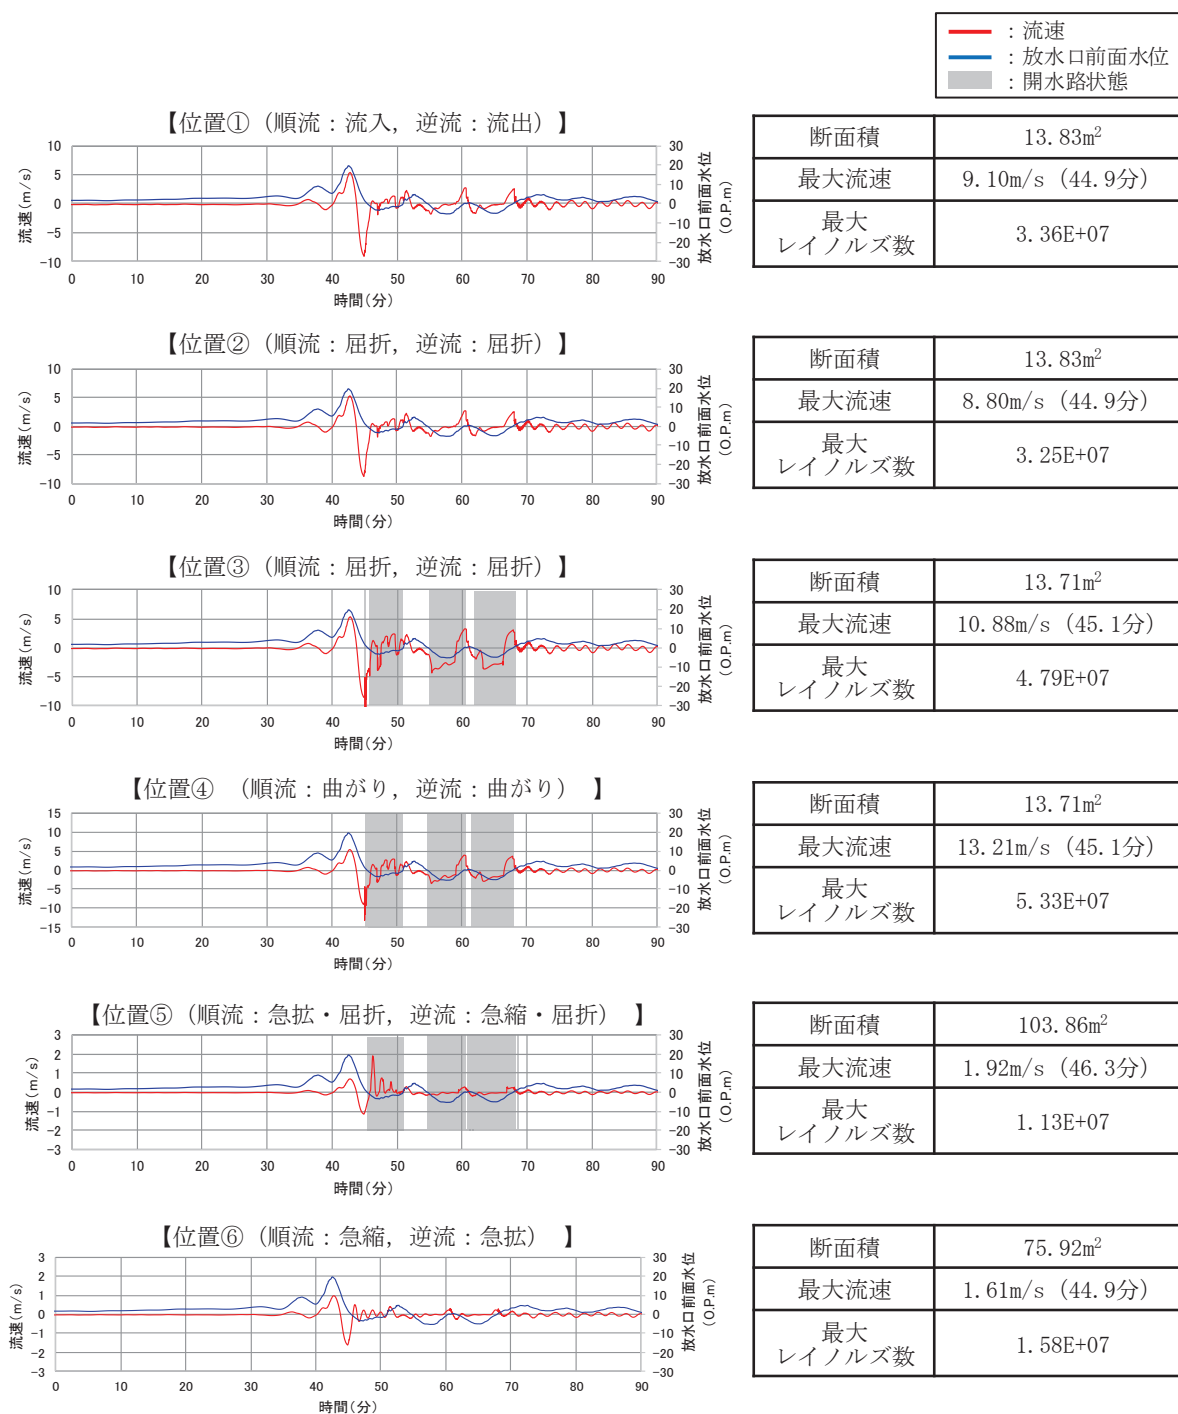 ：流速
：放水口前面水位
：開水路状態
【位置①（順流：流入，逆流：流出）】
流速(m/s)
10
5
0
−5
−10
30
20
10
0
−10
−20
−30
放水口前面水位
(O.P.m)
0 10 20 30 40 50 60 70 80 90
時間(分)
断面積 13.83m²
最大流速 9.10m/s（44.9分）
最大
レイノルズ数 3.36E+07
【位置②（順流：屈折，逆流：屈折）】
流速(m/s)
10
5
0
−5
−10
30
20
10
0
−10
−20
−30
放水口前面水位
(O.P.m)
0 10 20 30 40 50 60 70 80 90
時間(分)
断面積 13.83m²
最大流速 8.80m/s（44.9分）
最大
レイノルズ数 3.25E+07
【位置③（順流：屈折，逆流：屈折）】
流速(m/s)
10
5
0
−5
−10
30
20
10
0
−10
−20
−30
放水口前面水位
(O.P.m)
0 10 20 30 40 50 60 70 80 90
時間(分)
断面積 13.71m²
最大流速 10.88m/s（45.1分）
最大
レイノルズ数 4.79E+07
【位置④　（順流：曲がり，逆流：曲がり）　】
流速(m/s)
15
10
5
0
−5
−10
−15
30
20
10
0
−10
−20
−30
放水口前面水位
(O.P.m)
0 10 20 30 40 50 60 70 80 90
時間(分)
断面積 13.71m²
最大流速 13.21m/s（45.1分）
最大
レイノルズ数 5.33E+07
【位置⑤（順流：急拡・屈折，逆流：急縮・屈折）　】
流速(m/s)
3
2
1
0
−1
−2
−3
30
20
10
0
−10
−20
−30
放水口前面水位
(O.P.m)
0 10 20 30 40 50 60 70 80 90
時間(分)
断面積 103.86m²
最大流速 1.92m/s（46.3分）
最大
レイノルズ数 1.13E+07
【位置⑥（順流：急縮，逆流：急拡）　】
流速(m/s)
3
2
1
0
−1
−2
−3
30
20
10
0
−10
−20
−30
放水口前面水位
(O.P.m)
0 10 20 30 40 50 60 70 80 90
時間(分)
断面積 75.92m²
最大流速 1.61m/s（44.9分）
最大
レイノルズ数 1.58E+07